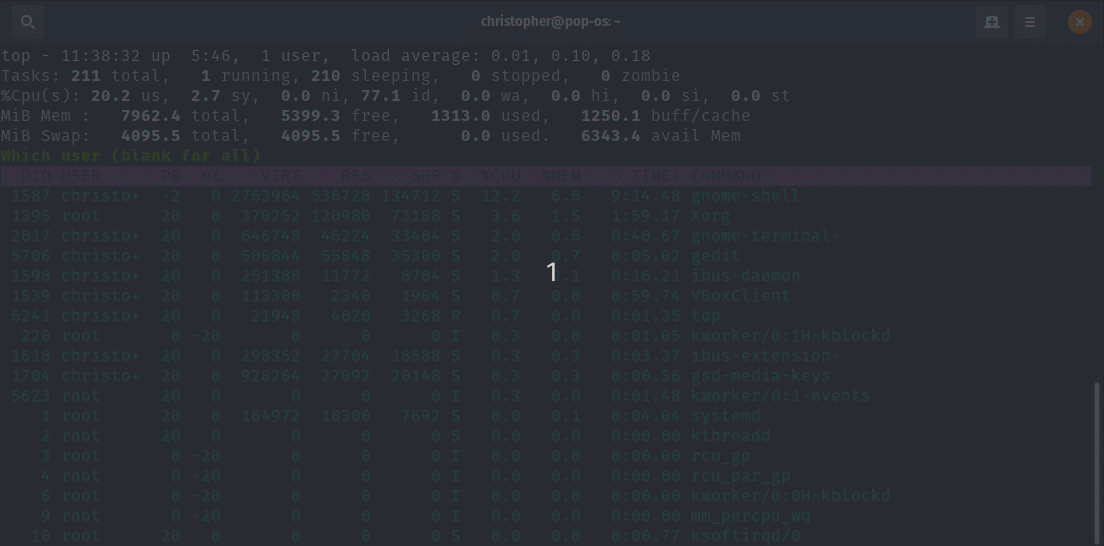 christopher@pop-os: ~
top - 11:38:32 up  5:46,  1 user,  load average: 0.01, 0.10, 0.18
Tasks: 211 total,   1 running, 210 sleeping,   0 stopped,   0 zombie
%Cpu(s): 20.2 us,  2.7 sy,  0.0 ni, 77.1 id,  0.0 wa,  0.0 hi,  0.0 si,  0.0 st
MiB Mem :   7962.4 total,   5399.3 free,   1313.0 used,   1250.1 buff/cache
MiB Swap:   4095.5 total,   4095.5 free,      0.0 used.   6343.4 avail Mem
Which user (blank for all)
PID USER      PR  NI    VIRT    RES    SHR S  %CPU  %MEM     TIME+ COMMAND
1587 christo+  -2   0 2763964 536728 134712 S  12.2   6.6   9:14.48 gnome-shell
1395 root      20   0  370252 120980  73188 S   3.6   1.5   1:59.17 Xorg
2017 christo+  20   0  646748  46224  33404 S   2.0   0.6   0:40.67 gnome-terminal-
5706 christo+  20   0  506844  55848  35300 S   2.0   0.7   0:05.02 gedit
1598 christo+  20   0  251388  11772   8704 S   1.3   .1   0:16.21 ibus-daemon
1
1539 christo+  20   0  113300   2340   1964 S   0.7   0.0   0:59.74 VBoxClient
6241 christo+  20   0   21948   4020   3268 R   0.7   0.0   0:01.35 top
220 root       0 -20       0      0      0 I   0.3   0.0   0:01.05 kworker/0:1H-kblockd
1618 christo+  20   0  298352  27704  18588 S   0.3   0.3   0:03.37 ibus-extension-
1704 christo+  20   0  928264  27092  20148 S   0.3   0.3   0:00.56 gsd-media-keys
5623 root      20   0       0      0      0 I   0.3   0.0   0:01.48 kworker/0:1-events
1 root      20   0  164972  10300   7692 S   0.0   0.1   0:04.04 systemd
2 root      20   0       0      0      0 S   0.0   0.0   0:00.00 kthreadd
3 root       0 -20       0      0      0 I   0.0   0.0   0:00.00 rcu_gp
4 root       0 -20       0      0      0 I   0.0   0.0   0:00.00 rcu_par_gp
6 root       0 -20       0      0      0 I   0.0   0.0   0:00.00 kworker/0:0H-kblockd
9 root       0 -20       0      0      0 I   0.0   0.0   0:00.00 mm_percpu_wq
10 root      20   0       0      0      0 S   0.0   0.0   0:00.77 ksoftirqd/0